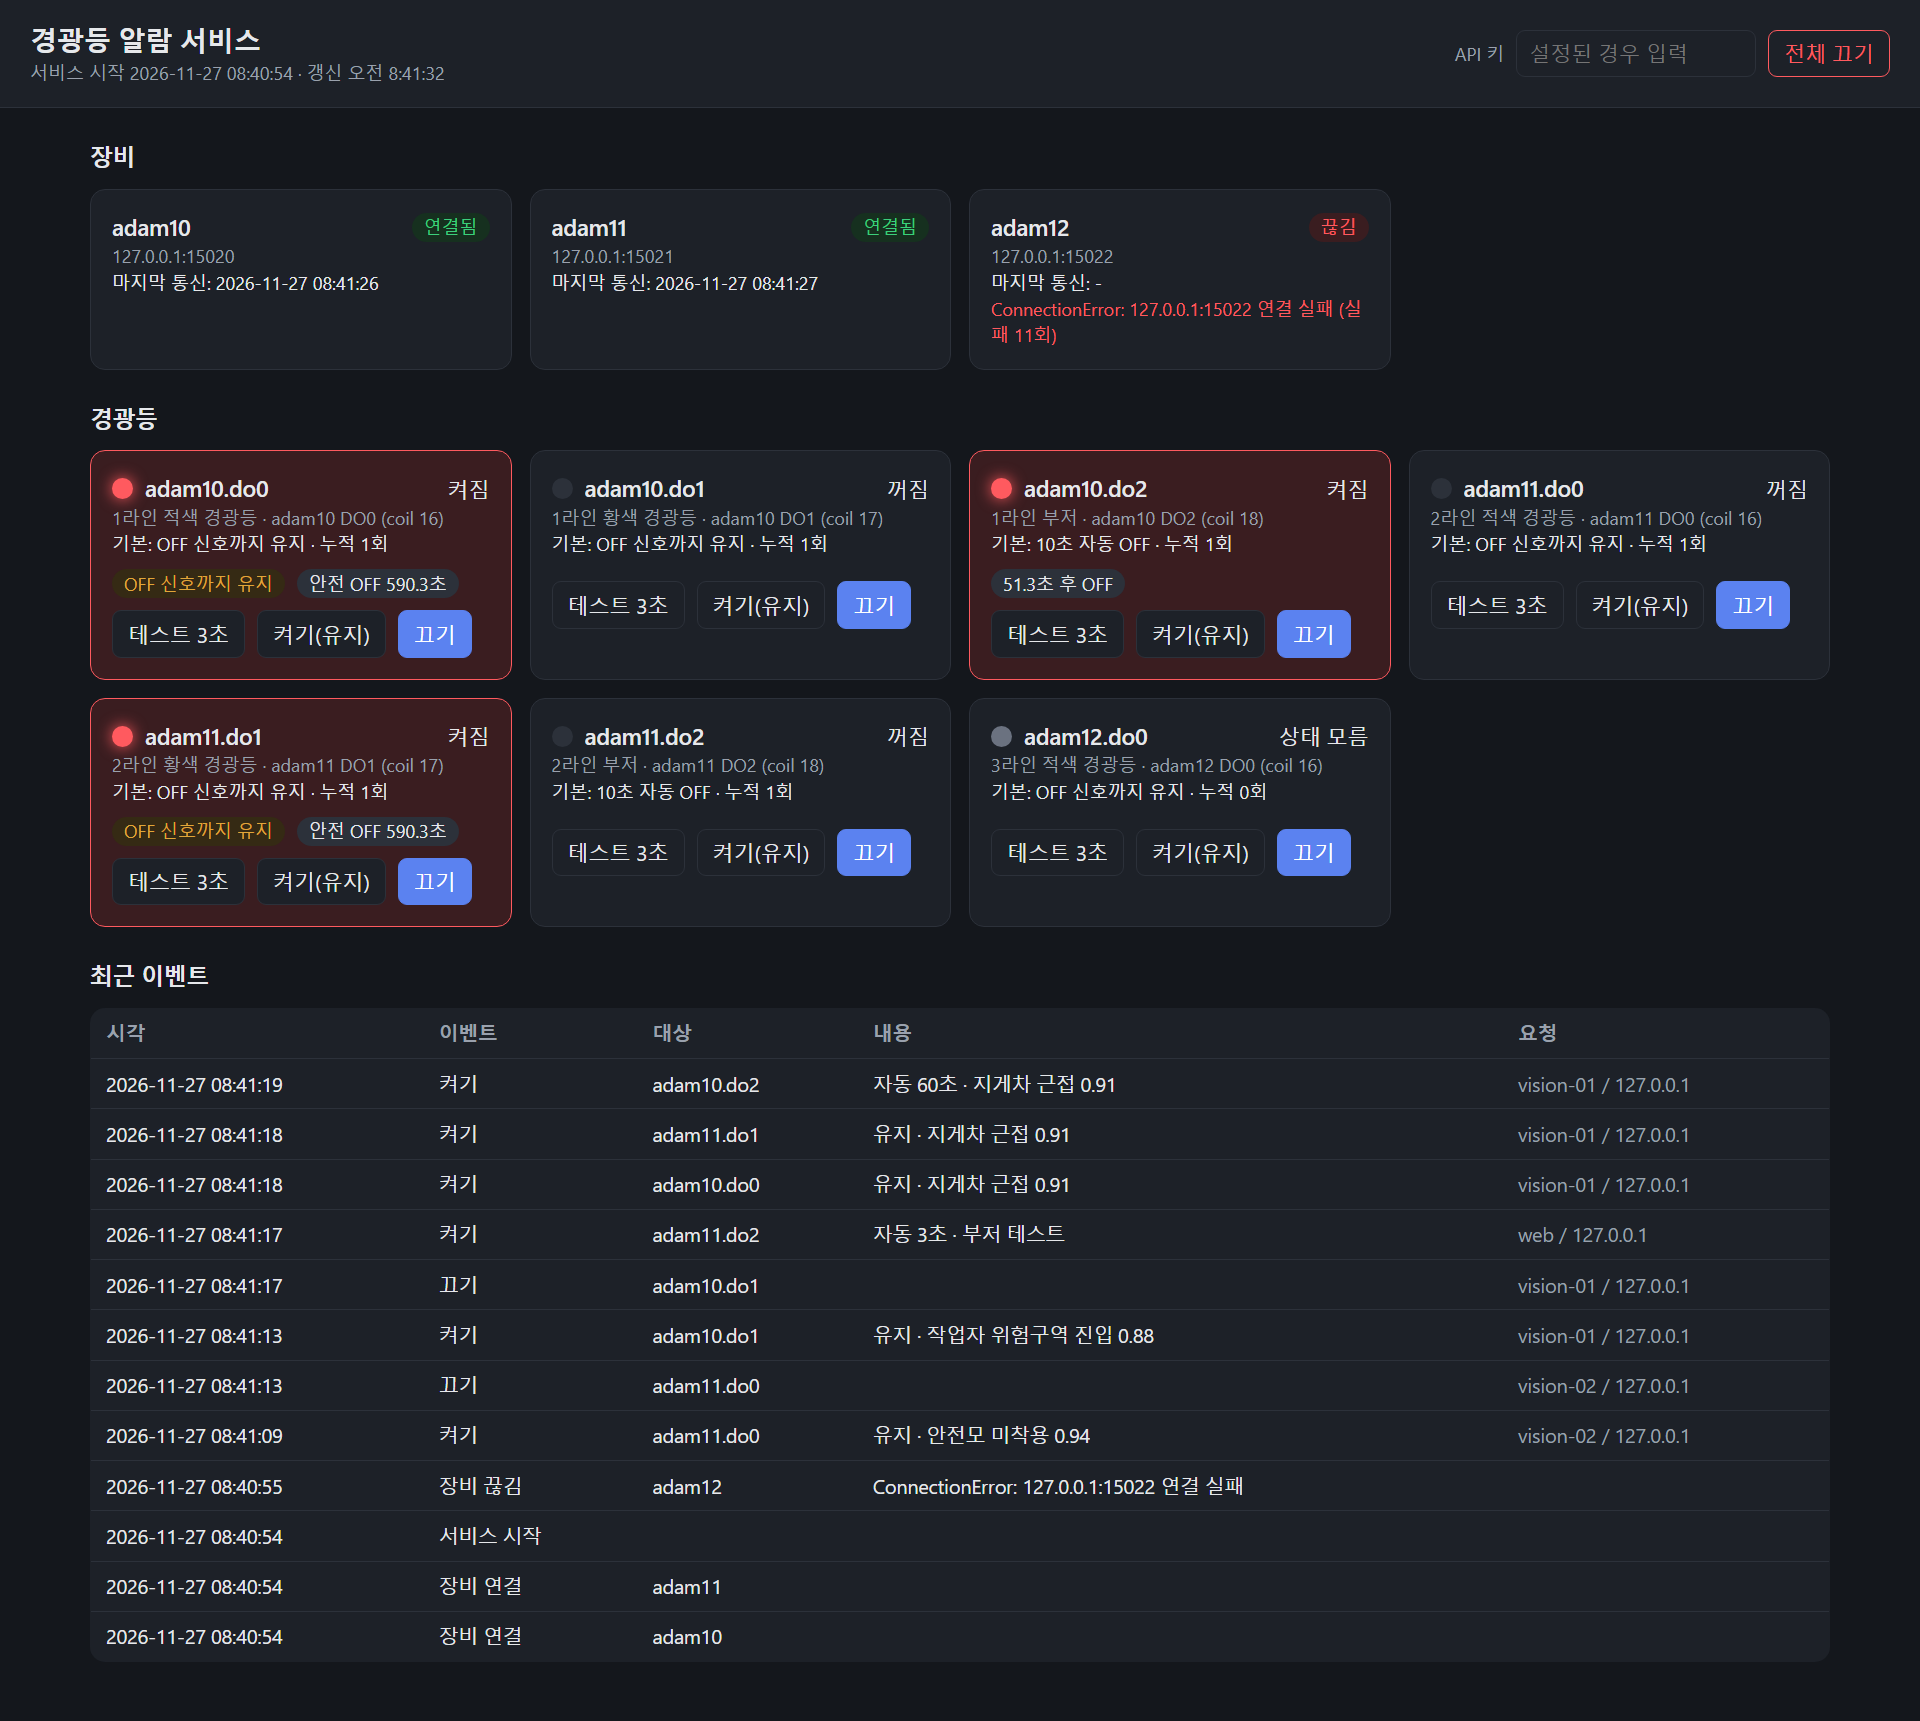 경광등 알람 서비스
서비스 시작 2026-11-27 08:40:54 · 갱신 오전 8:41:32
API 키 설정된 경우 입력 전체 끄기
장비
adam10 연결됨
127.0.0.1:15020
마지막 통신: 2026-11-27 08:41:26
adam11 연결됨
127.0.0.1:15021
마지막 통신: 2026-11-27 08:41:27
adam12 끊김
127.0.0.1:15022
마지막 통신: -
ConnectionError: 127.0.0.1:15022 연결 실패 (실
패 11회)
경광등
adam10.do0 켜짐
1라인 적색 경광등 · adam10 DO0 (coil 16)
기본: OFF 신호까지 유지 · 누적 1회
OFF 신호까지 유지 안전 OFF 590.3초
테스트 3초 켜기(유지) 끄기
adam10.do1 꺼짐
1라인 황색 경광등 · adam10 DO1 (coil 17)
기본: OFF 신호까지 유지 · 누적 1회
테스트 3초 켜기(유지) 끄기
adam10.do2 켜짐
1라인 부저 · adam10 DO2 (coil 18)
기본: 10초 자동 OFF · 누적 1회
51.3초 후 OFF
테스트 3초 켜기(유지) 끄기
adam11.do0 꺼짐
2라인 적색 경광등 · adam11 DO0 (coil 16)
기본: OFF 신호까지 유지 · 누적 1회
테스트 3초 켜기(유지) 끄기
adam11.do1 켜짐
2라인 황색 경광등 · adam11 DO1 (coil 17)
기본: OFF 신호까지 유지 · 누적 1회
OFF 신호까지 유지 안전 OFF 590.3초
테스트 3초 켜기(유지) 끄기
adam11.do2 꺼짐
2라인 부저 · adam11 DO2 (coil 18)
기본: 10초 자동 OFF · 누적 1회
테스트 3초 켜기(유지) 끄기
adam12.do0 상태 모름
3라인 적색 경광등 · adam12 DO0 (coil 16)
기본: OFF 신호까지 유지 · 누적 0회
테스트 3초 켜기(유지) 끄기
최근 이벤트
시각 이벤트 대상 내용 요청
2026-11-27 08:41:19 켜기 adam10.do2 자동 60초 · 지게차 근접 0.91 vision-01 / 127.0.0.1
2026-11-27 08:41:18 켜기 adam11.do1 유지 · 지게차 근접 0.91 vision-01 / 127.0.0.1
2026-11-27 08:41:18 켜기 adam10.do0 유지 · 지게차 근접 0.91 vision-01 / 127.0.0.1
2026-11-27 08:41:17 켜기 adam11.do2 자동 3초 · 부저 테스트 web / 127.0.0.1
2026-11-27 08:41:17 끄기 adam10.do1 vision-01 / 127.0.0.1
2026-11-27 08:41:13 켜기 adam10.do1 유지 · 작업자 위험구역 진입 0.88 vision-01 / 127.0.0.1
2026-11-27 08:41:13 끄기 adam11.do0 vision-02 / 127.0.0.1
2026-11-27 08:41:09 켜기 adam11.do0 유지 · 안전모 미착용 0.94 vision-02 / 127.0.0.1
2026-11-27 08:40:55 장비 끊김 adam12 ConnectionError: 127.0.0.1:15022 연결 실패
2026-11-27 08:40:54 서비스 시작
2026-11-27 08:40:54 장비 연결 adam11
2026-11-27 08:40:54 장비 연결 adam10